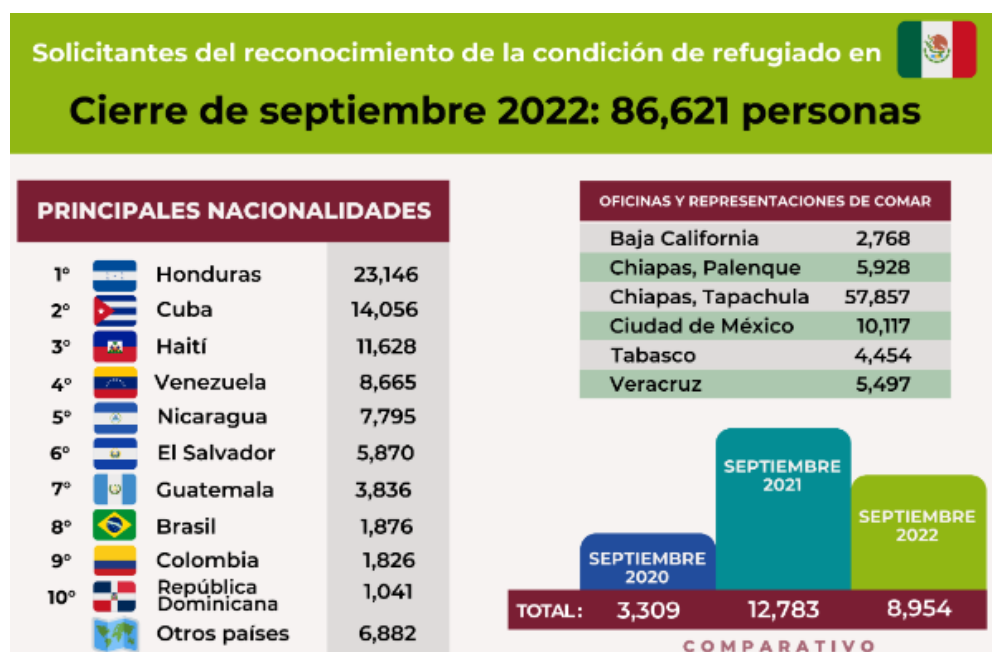 Solicitantes del reconocimiento de la condición de refugiado en
Cierre de septiembre 2022: 86,621 personas
PRINCIPALES NACIONALIDADES
1° Honduras 23,146
2° Cuba 14,056
3° Haití 11,628
4° Venezuela 8,665
5° Nicaragua 7,795
6° El Salvador 5,870
7° Guatemala 3,836
8° Brasil 1,876
9° Colombia 1,826
10° República Dominicana 1,041
Otros países 6,882
OFICINAS Y REPRESENTACIONES DE COMAR
Baja California 2,768
Chiapas, Palenque 5,928
Chiapas, Tapachula 57,857
Ciudad de México 10,117
Tabasco 4,454
Veracruz 5,497
SEPTIEMBRE
2020
SEPTIEMBRE
2021
SEPTIEMBRE
2022
TOTAL: 3,309 12,783 8,954
COMPARATIVO